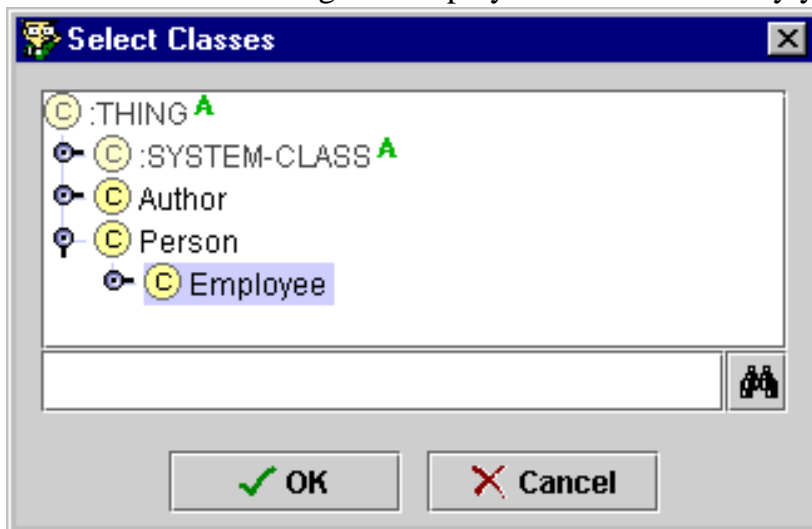 Select Classes
C :THING A
C :SYSTEM-CLASS A
C Author
C Person
C Employee
OK
Cancel